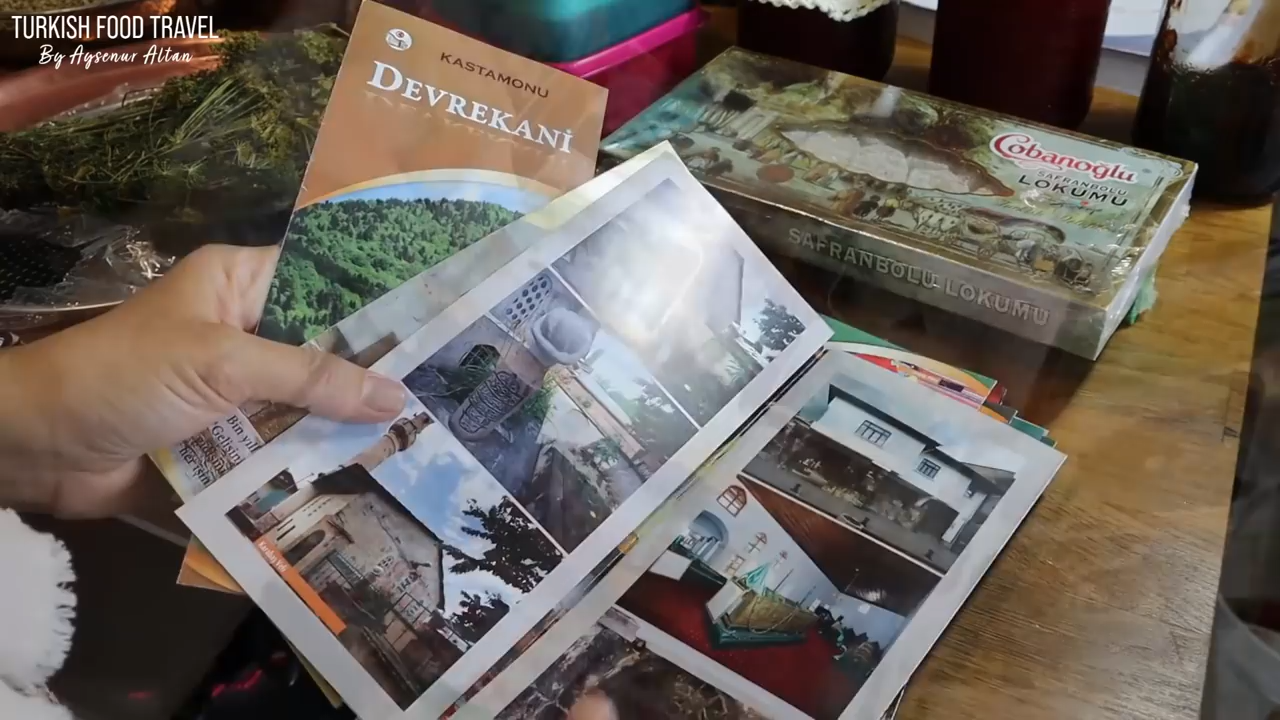 TURKISH FOOD TRAVEL
By Aysenur Altan
KASTAMONU
DEVREKANİ
Çobanoğlu
SAFRANBOLU
LOKUMU
SAFRANBOLU LOKUMU
Bin yıl